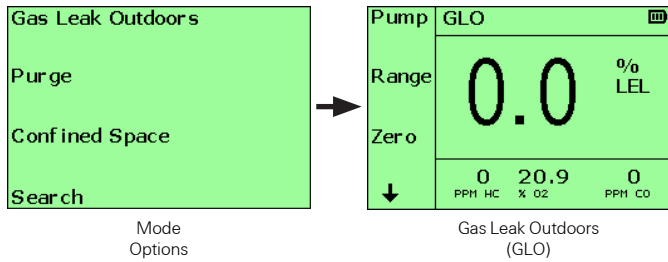 Gas Leak Outdoors
Purge
Confined Space
Search
Mode
Options
Pump GLO
Range
Zero
0.0 % LEL
0 20.9 0
PPM HC % O2 PPM CO
Gas Leak Outdoors
(GLO)